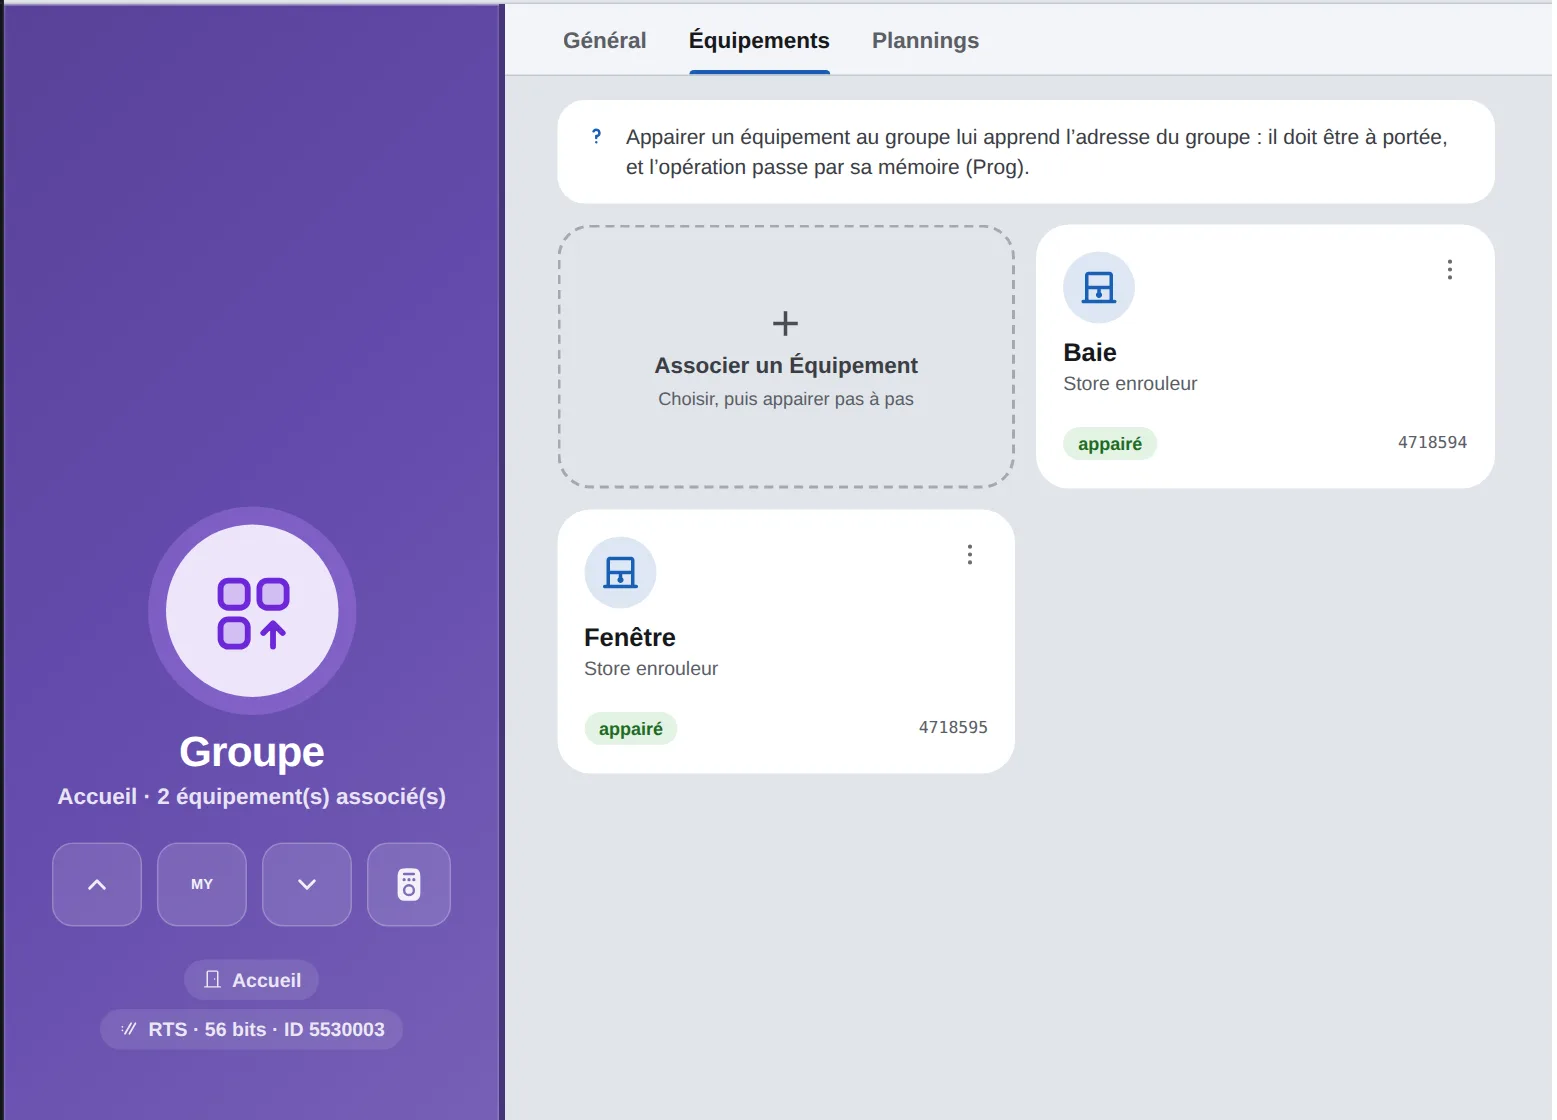 Général
Équipements
Plannings
? Appairer un équipement au groupe lui apprend l’adresse du groupe : il doit être à portée,
et l’opération passe par sa mémoire (Prog).
Associer un Équipement
Choisir, puis appairer pas à pas
Baie
Store enrouleur
appairé
4718594
Fenêtre
Store enrouleur
appairé
4718595
Groupe
Accueil · 2 équipement(s) associé(s)
MY
Accueil
RTS · 56 bits · ID 5530003